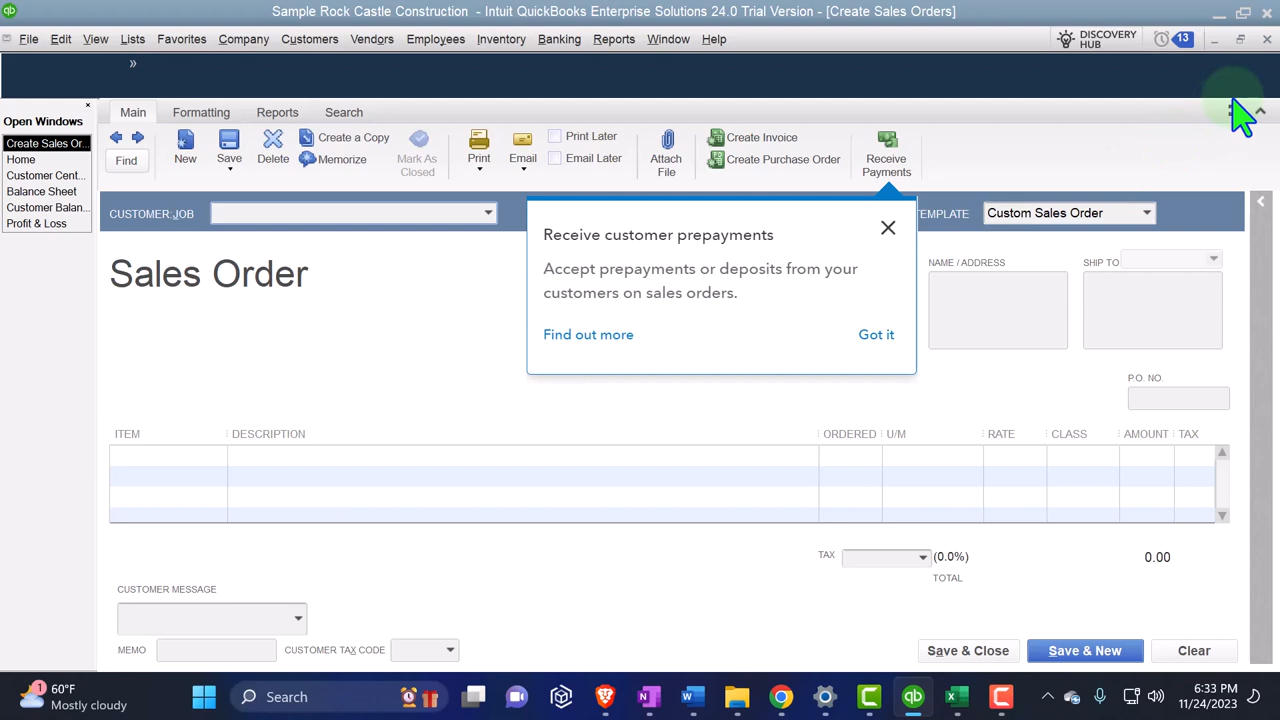 Sample Rock Castle Construction - Intuit QuickBooks Enterprise Solutions 24.0 Trial Version - [Create Sales Orders]
File Edit View Lists Favorites Company Customers Vendors Employees Inventory Banking Reports Window Help DISCOVERY HUB 13
»
Open Windows
Create Sales Or...
Home
Customer Cent...
Balance Sheet
Customer Balan...
Profit & Loss
Main Formatting Reports Search
Find
New
Save
Delete
Create a Copy
Memorize
Mark As
Closed
Print
Email
Print Later
Email Later
Attach
File
Create Invoice
Create Purchase Order
Receive
Payments
CUSTOMER:JOB
TEMPLATE Custom Sales Order
Receive customer prepayments
Accept prepayments or deposits from your
customers on sales orders.
Find out more Got it
Sales Order
NAME / ADDRESS
SHIP TO
P.O. NO.
ITEM DESCRIPTION ORDERED U/M RATE CLASS AMOUNT TAX
TAX (0.0%) 0.00
TOTAL
CUSTOMER MESSAGE
MEMO CUSTOMER TAX CODE
Save & Close Save & New Clear
1 60°F
Mostly cloudy
Search
6:33 PM
11/24/2023